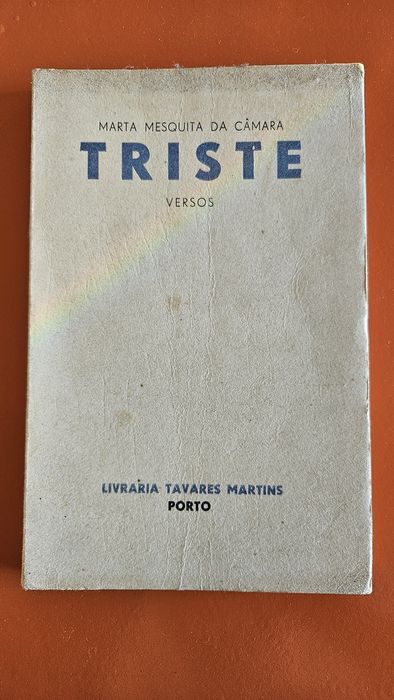 MARTA MESQUITA DA CÂMARA
TRISTE
VERSOS
LIVRARIA TAVARES MARTINS
PORTO